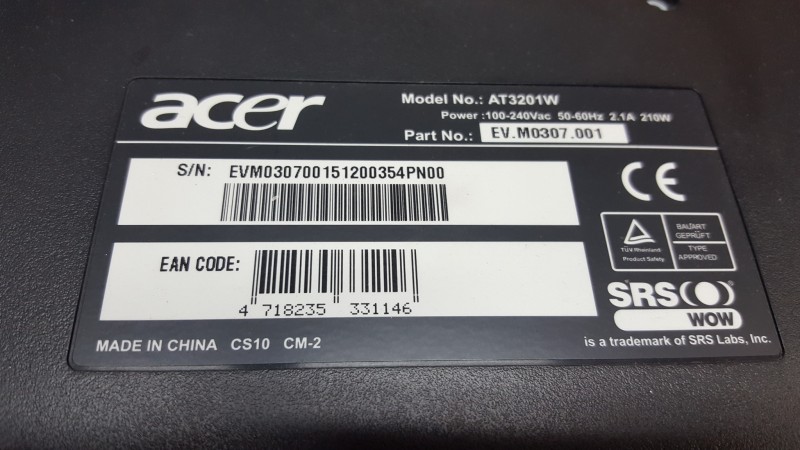 acer
Model No.: AT3201W
Power :100-240Vac 50-60Hz 2.1A 210W
Part No.: EV.M0307.001
S/N: EVM030700151200354PN00
CE
TÜV Rheinland
Product Safety
BAUART
GEPRÜFT
TYPE
APPROVED
EAN CODE:
4 718235 331146
SRS
WOW
MADE IN CHINA CS10 CM-2
is a trademark of SRS Labs, Inc.